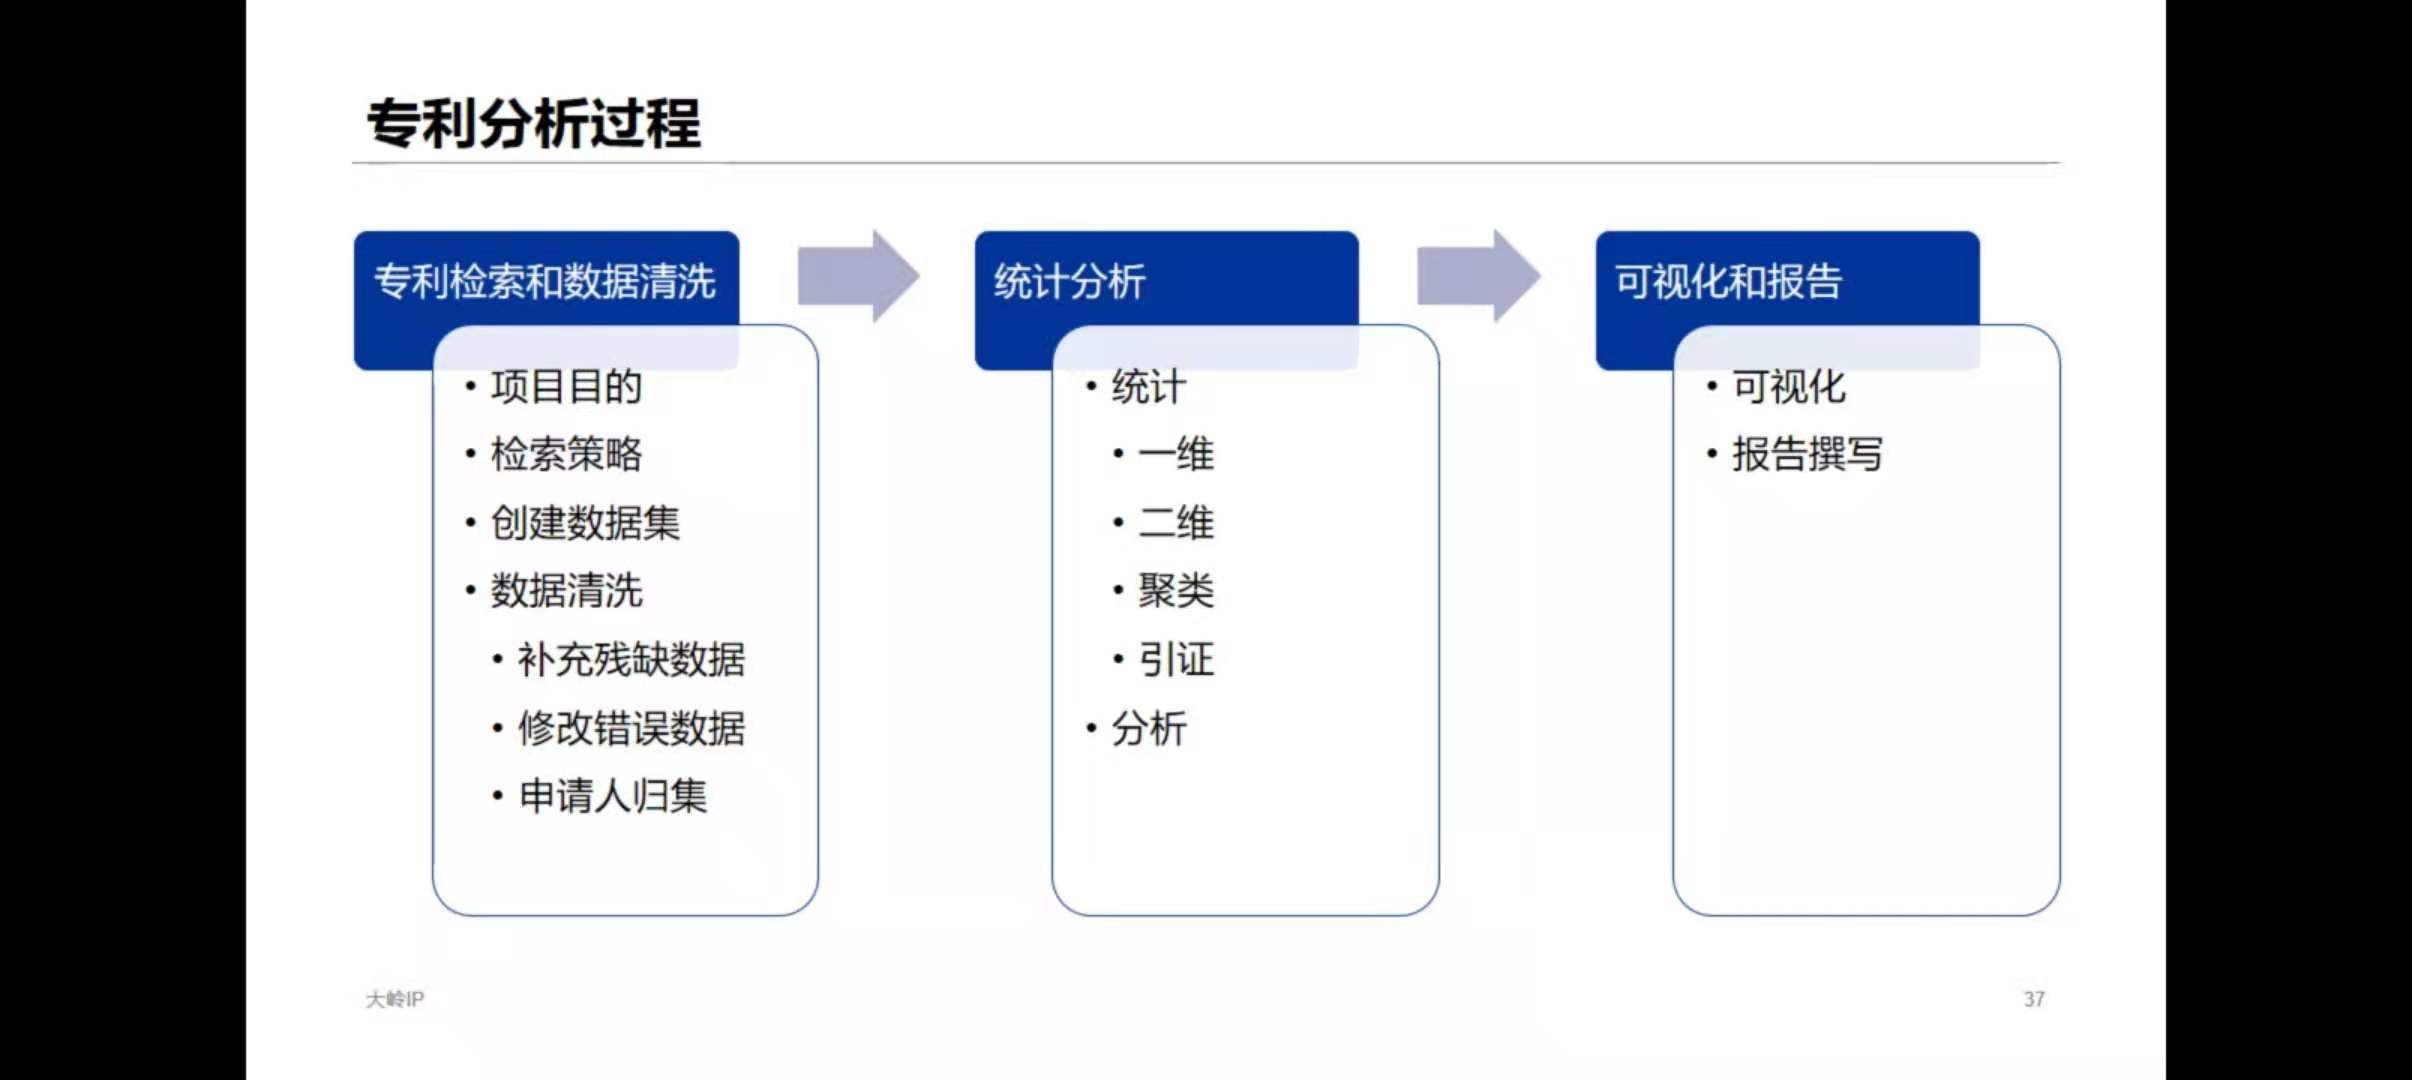 专利分析过程
专利检索和数据清洗
• 项目目的
• 检索策略
• 创建数据集
• 数据清洗
• 补充残缺数据
• 修改错误数据
• 申请人归集
统计分析
• 统计
• 一维
• 二维
• 聚类
• 引证
• 分析
可视化和报告
• 可视化
• 报告撰写
大岭IP
37